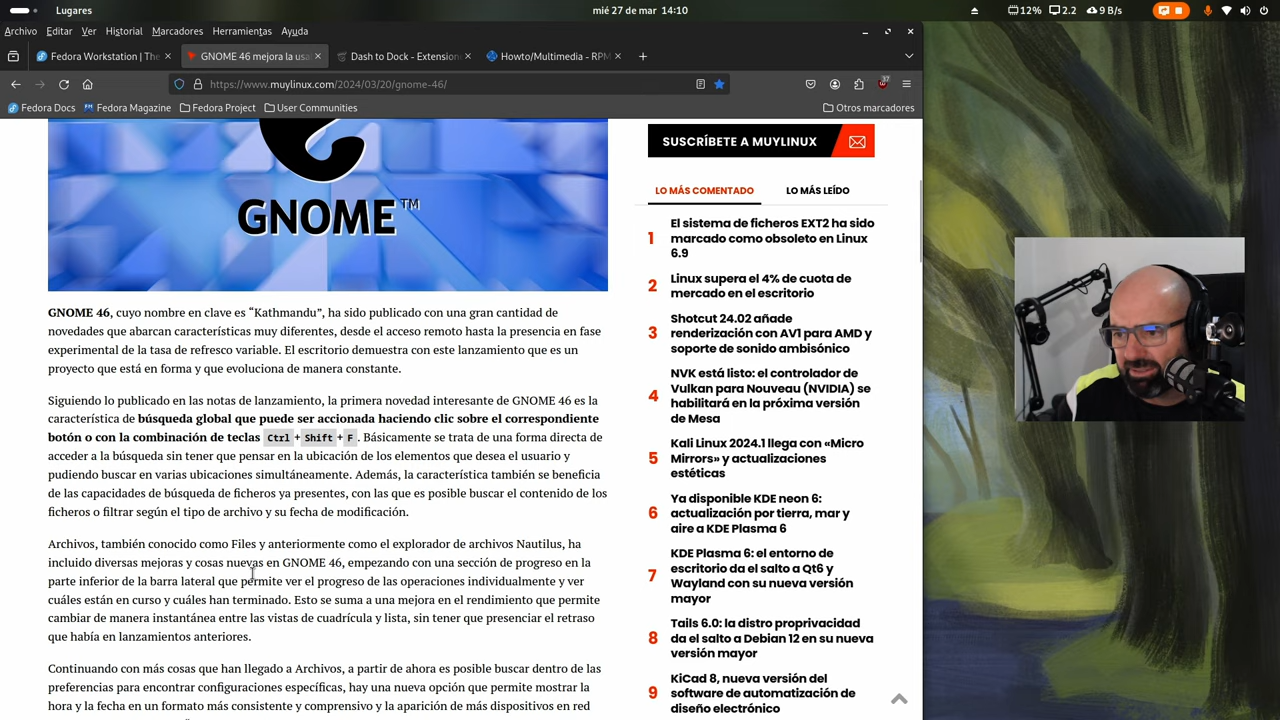 Lugares
mié 27 de mar 14:10
12% 2.2 9 B/s
Archivo Editar Ver Historial Marcadores Herramientas Ayuda
Fedora Workstation | The
GNOME 46 mejora la usa
Dash to Dock - Extension
Howto/Multimedia - RPM
https://www.muylinux.com/2024/03/20/gnome-46/
37
Fedora Docs
Fedora Magazine
Fedora Project
User Communities
Otros marcadores
GNOME™
GNOME 46, cuyo nombre en clave es “Kathmandu”, ha sido publicado con una gran cantidad de
novedades que abarcan características muy diferentes, desde el acceso remoto hasta la presencia en fase
experimental de la tasa de refresco variable. El escritorio demuestra con este lanzamiento que es un
proyecto que está en forma y que evoluciona de manera constante.
Siguiendo lo publicado en las notas de lanzamiento, la primera novedad interesante de GNOME 46 es la
característica de búsqueda global que puede ser accionada haciendo clic sobre el correspondiente
botón o con la combinación de teclas Ctrl + Shift + F. Básicamente se trata de una forma directa de
acceder a la búsqueda sin tener que pensar en la ubicación de los elementos que desea el usuario y
pudiendo buscar en varias ubicaciones simultáneamente. Además, la característica también se beneficia
de las capacidades de búsqueda de ficheros ya presentes, con las que es posible buscar el contenido de los
ficheros o filtrar según el tipo de archivo y su fecha de modificación.
Archivos, también conocido como Files y anteriormente como el explorador de archivos Nautilus, ha
incluido diversas mejoras y cosas nuevas en GNOME 46, empezando con una sección de progreso en la
parte inferior de la barra lateral que permite ver el progreso de las operaciones individualmente y ver
cuáles están en curso y cuáles han terminado. Esto se suma a una mejora en el rendimiento que permite
cambiar de manera instantánea entre las vistas de cuadrícula y lista, sin tener que presenciar el retraso
que había en lanzamientos anteriores.
Continuando con más cosas que han llegado a Archivos, a partir de ahora es posible buscar dentro de las
preferencias para encontrar configuraciones específicas, hay una nueva opción que permite mostrar la
hora y la fecha en un formato más consistente y comprensivo y la aparición de más dispositivos en red
SUSCRÍBETE A MUYLINUX
LO MÁS COMENTADO
LO MÁS LEÍDO
1 El sistema de ficheros EXT2 ha sido
marcado como obsoleto en Linux
6.9
2 Linux supera el 4% de cuota de
mercado en el escritorio
3 Shotcut 24.02 añade
renderización con AV1 para AMD y
soporte de sonido ambisónico
4 NVK está listo: el controlador de
Vulkan para Nouveau (NVIDIA) se
habilitará en la próxima versión
de Mesa
5 Kali Linux 2024.1 llega con «Micro
Mirrors» y actualizaciones
estéticas
6 Ya disponible KDE neon 6:
actualización por tierra, mar y
aire a KDE Plasma 6
7 KDE Plasma 6: el entorno de
escritorio da el salto a Qt6 y
Wayland con su nueva versión
mayor
8 Tails 6.0: la distro proprivacidad
da el salto a Debian 12 en su nueva
versión mayor
9 KiCad 8, nueva versión del
software de automatización de
diseño electrónico